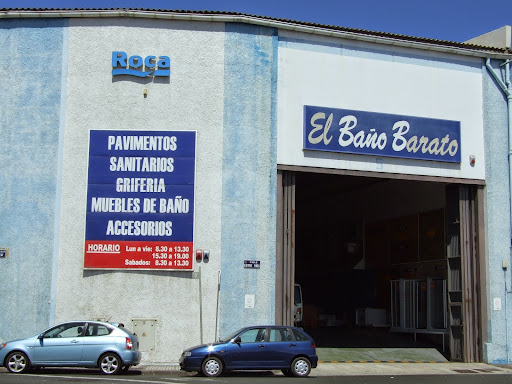 Roca
El Baño Barato
PAVIMENTOS
SANITARIOS
GRIFERIA
MUEBLES DE BAÑO
ACCESORIOS
HORARIO Lun a vie: 8.30 a 13.30
15.30 a 19.00
Sabados: 8.30 a 13.30